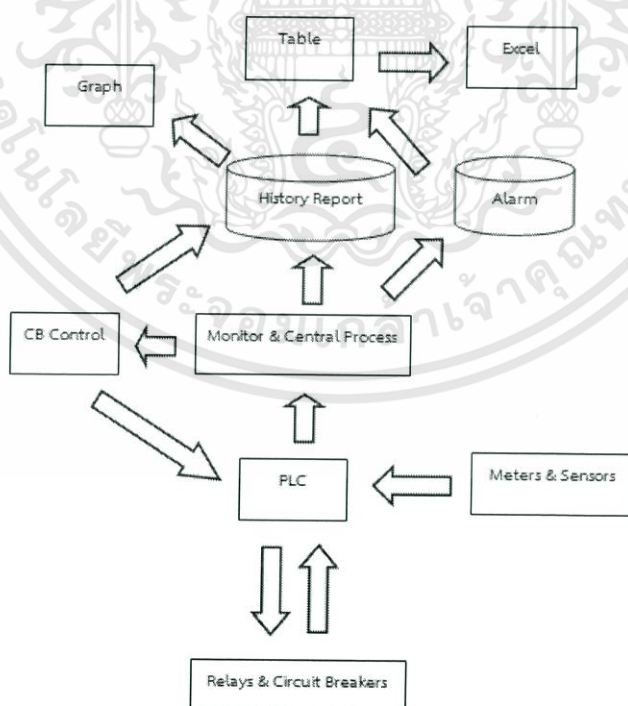 Table
Excel
Graph
History Report
Alarm
CB Control
Monitor & Central Process
PLC
Meters & Sensors
Relays & Circuit Breakers